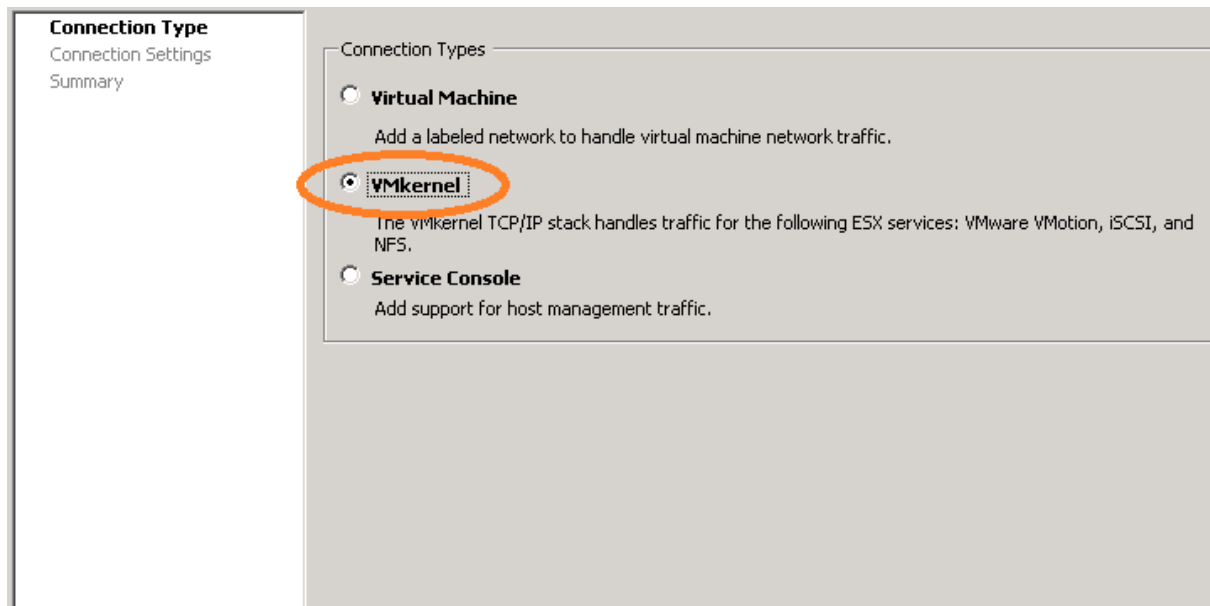 Connection Type
Connection Settings
Summary
Connection Types
Virtual Machine
Add a labeled network to handle virtual machine network traffic.
VMkernel
The VMkernel TCP/IP stack handles traffic for the following ESX services: VMware VMotion, iSCSI, and
NFS.
Service Console
Add support for host management traffic.